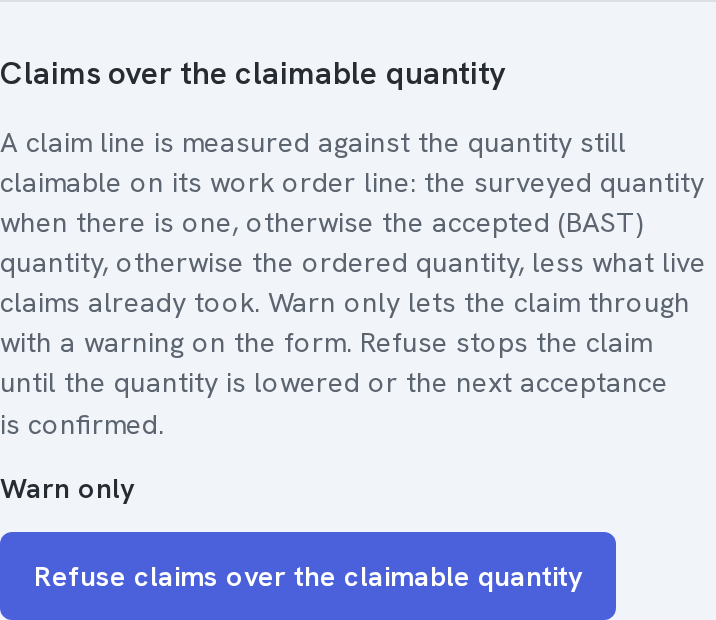 Claims over the claimable quantity
A claim line is measured against the quantity still
claimable on its work order line: the surveyed quantity
when there is one, otherwise the accepted (BAST)
quantity, otherwise the ordered quantity, less what live
claims already took. Warn only lets the claim through
with a warning on the form. Refuse stops the claim
until the quantity is lowered or the next acceptance
is confirmed.
Warn only
Refuse claims over the claimable quantity